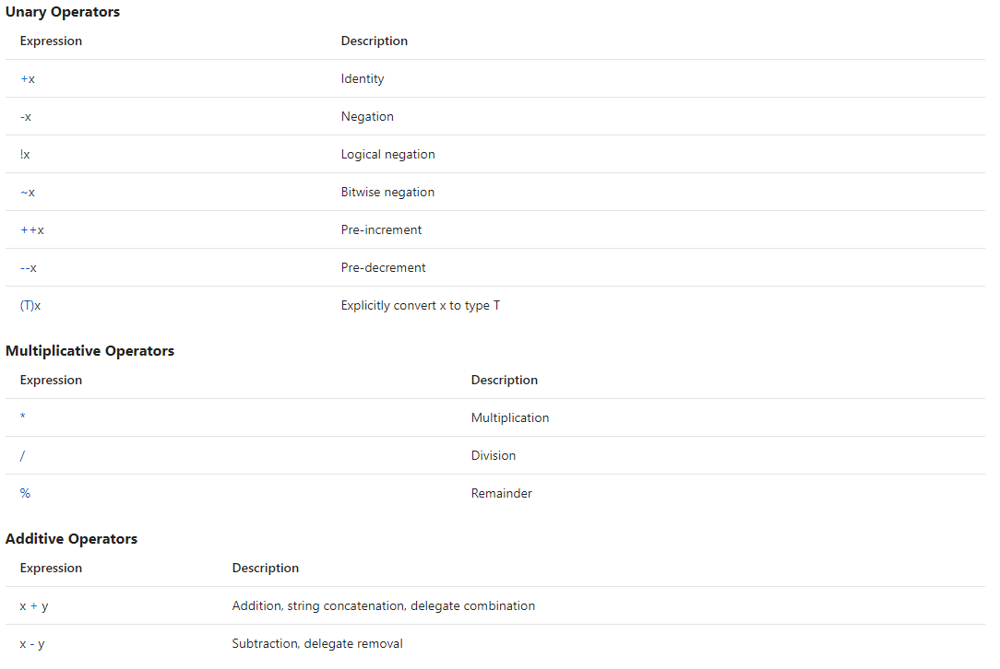 Unary Operators
Expression Description
+x Identity
-x Negation
!x Logical negation
~x Bitwise negation
++x Pre-increment
--x Pre-decrement
(T)x Explicitly convert x to type T
Multiplicative Operators
Expression Description
* Multiplication
/ Division
% Remainder
Additive Operators
Expression Description
x + y Addition, string concatenation, delegate combination
x - y Subtraction, delegate removal